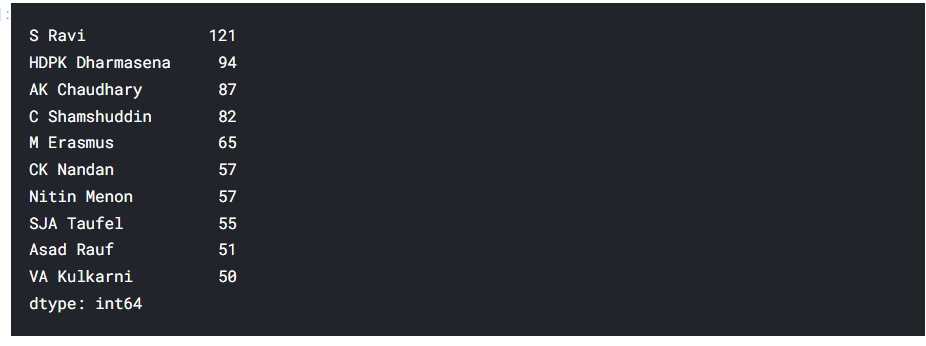 S Ravi 121
HDPK Dharmasena 94
AK Chaudhary 87
C Shamshuddin 82
M Erasmus 65
CK Nandan 57
Nitin Menon 57
SJA Taufel 55
Asad Rauf 51
VA Kulkarni 50
dtype: int64